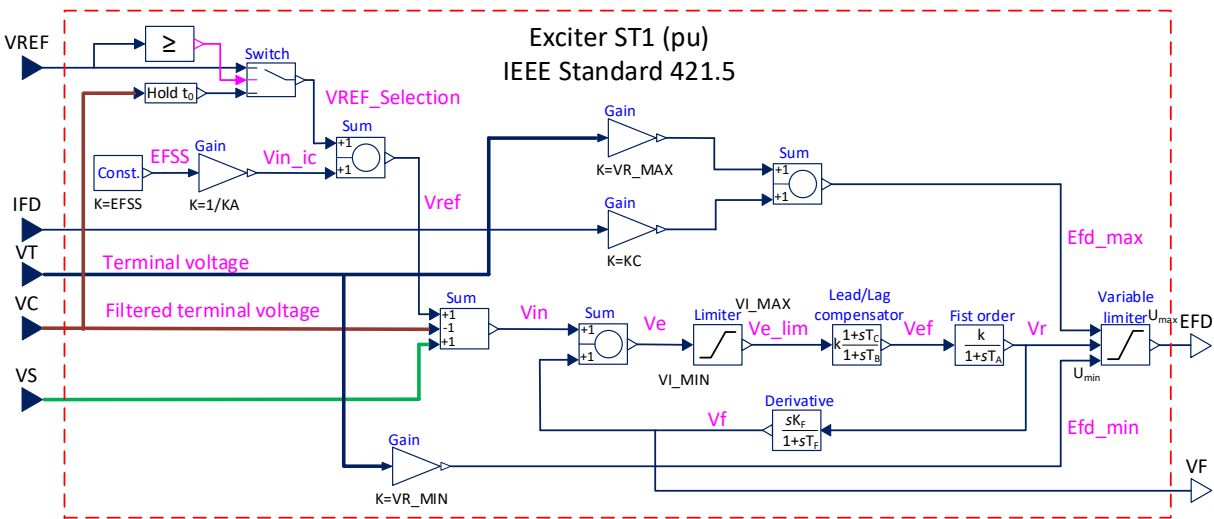 Exciter ST1 (pu)
IEEE Standard 421.5
VREF
≥
Switch
Hold t0
VREF_Selection
Sum
+1
+1
EFSS
Gain
Vin_ic
Const.
K=EFSS
K=1/KA
Vref
Gain
K=VR_MAX
Sum
+1
+1
IFD
Gain
K=KC
Efd_max
VT
Terminal voltage
VC
Filtered terminal voltage
Sum
+1
-1
+1
Vin
Sum
+1
+1
Ve
Limiter
VI_MAX
VI_MIN
Ve_lim
Lead/Lag
compensator
k 1+sTC
1+sTB
Vef
Fist order
k
1+sTA
Vr
Variable
limiter
Umax
Umin
EFD
VS
Vf
Derivative
sKF
1+sTF
Efd_min
Gain
K=VR_MIN
VF